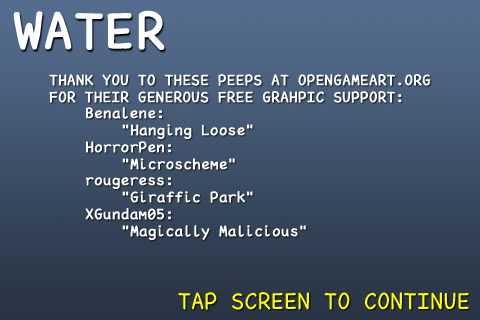 WATER
THANK YOU TO THESE PEEPS AT OPENGAMEART.ORG
FOR THEIR GENEROUS FREE GRAHPIC SUPPORT:
Benalene:
"Hanging Loose"
HorrorPen:
"Microscheme"
rougeress:
"Giraffic Park"
XGundam05:
"Magically Malicious"
TAP SCREEN TO CONTINUE